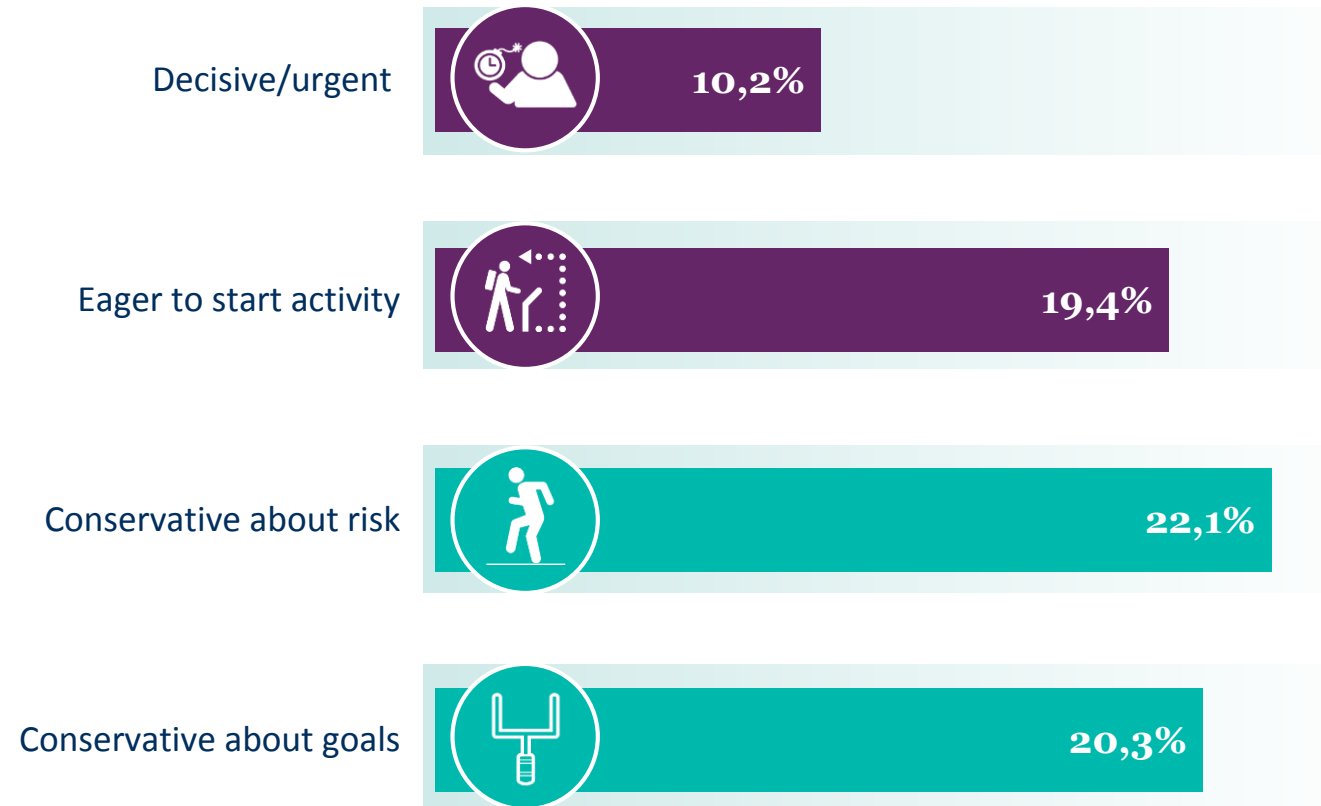 Decisive/urgent
10,2%
Eager to start activity
19,4%
Conservative about risk
22,1%
Conservative about goals
20,3%